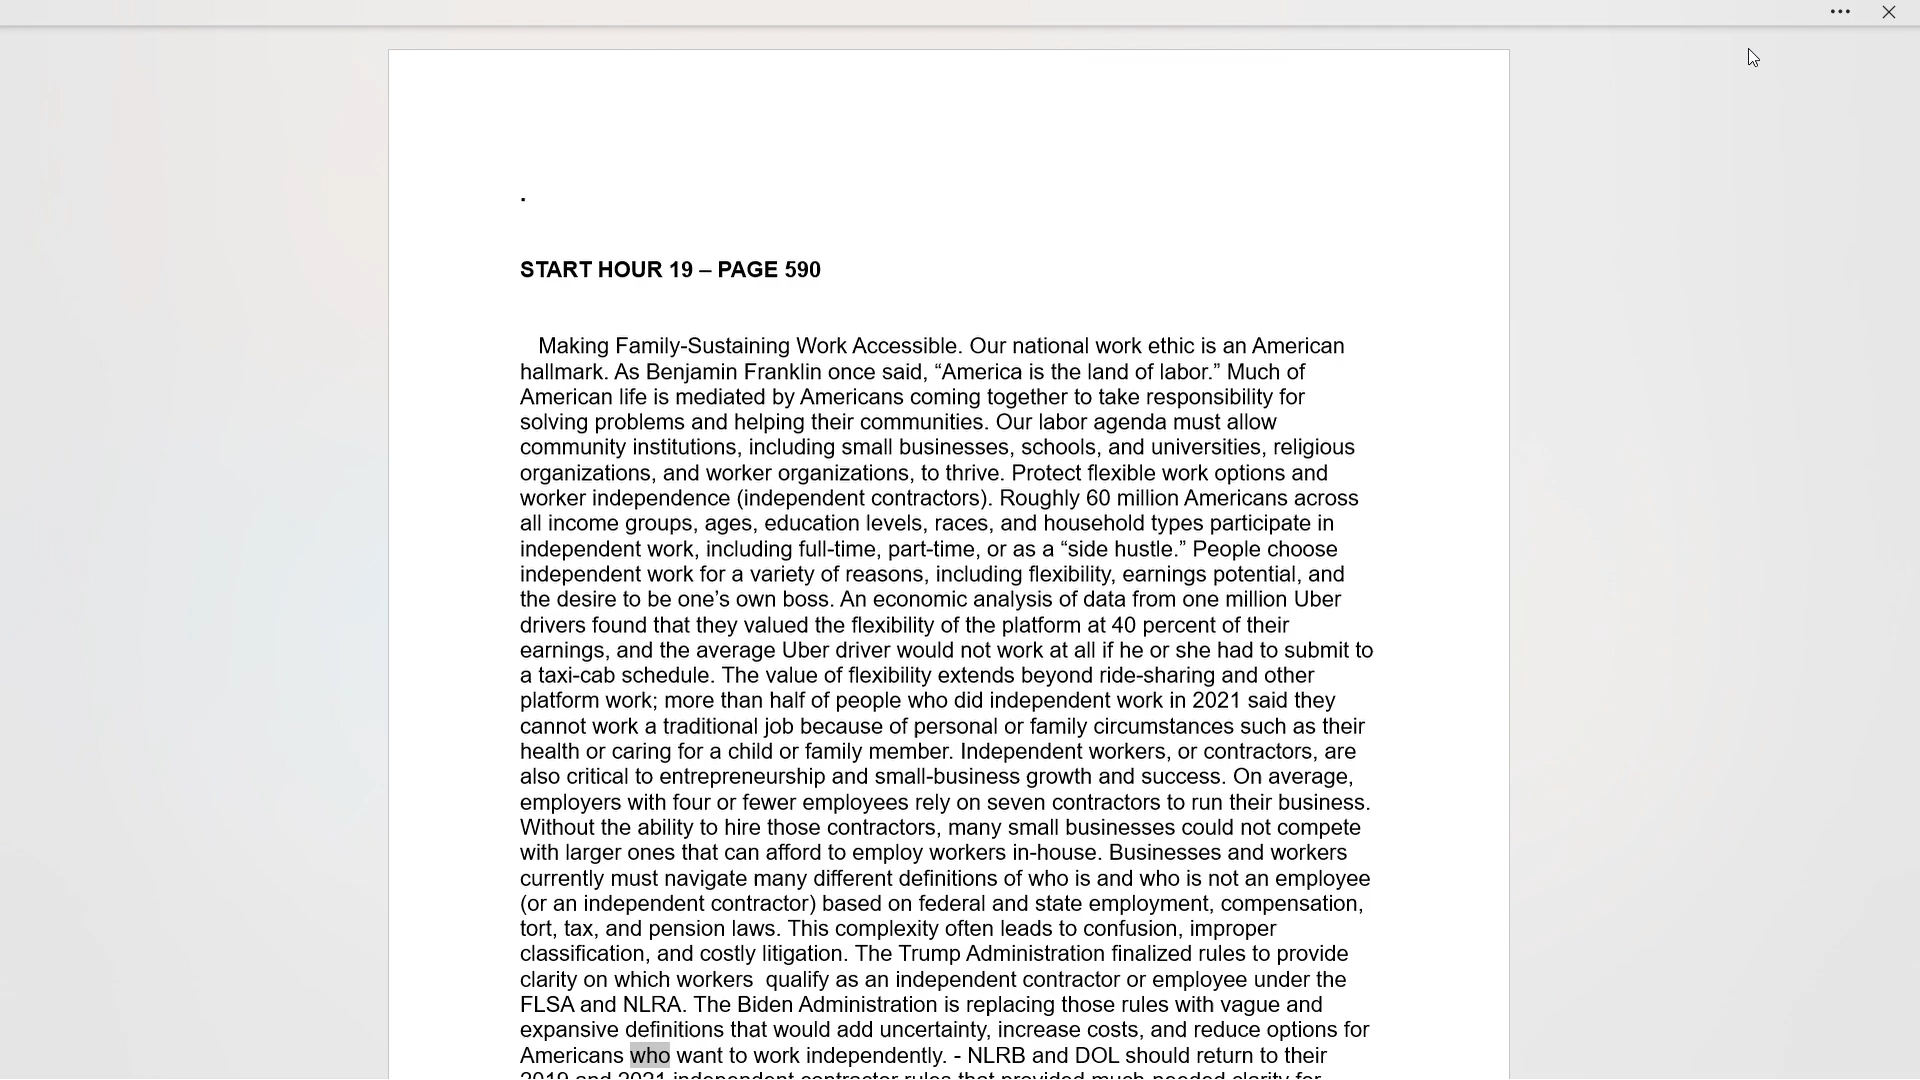 .
START HOUR 19 – PAGE 590
Making Family-Sustaining Work Accessible. Our national work ethic is an American
hallmark. As Benjamin Franklin once said, “America is the land of labor.” Much of
American life is mediated by Americans coming together to take responsibility for
solving problems and helping their communities. Our labor agenda must allow
community institutions, including small businesses, schools, and universities, religious
organizations, and worker organizations, to thrive. Protect flexible work options and
worker independence (independent contractors). Roughly 60 million Americans across
all income groups, ages, education levels, races, and household types participate in
independent work, including full-time, part-time, or as a “side hustle.” People choose
independent work for a variety of reasons, including flexibility, earnings potential, and
the desire to be one’s own boss. An economic analysis of data from one million Uber
drivers found that they valued the flexibility of the platform at 40 percent of their
earnings, and the average Uber driver would not work at all if he or she had to submit to
a taxi-cab schedule. The value of flexibility extends beyond ride-sharing and other
platform work; more than half of people who did independent work in 2021 said they
cannot work a traditional job because of personal or family circumstances such as their
health or caring for a child or family member. Independent workers, or contractors, are
also critical to entrepreneurship and small-business growth and success. On average,
employers with four or fewer employees rely on seven contractors to run their business.
Without the ability to hire those contractors, many small businesses could not compete
with larger ones that can afford to employ workers in-house. Businesses and workers
currently must navigate many different definitions of who is and who is not an employee
(or an independent contractor) based on federal and state employment, compensation,
tort, tax, and pension laws. This complexity often leads to confusion, improper
classification, and costly litigation. The Trump Administration finalized rules to provide
clarity on which workers  qualify as an independent contractor or employee under the
FLSA and NLRA. The Biden Administration is replacing those rules with vague and
expansive definitions that would add uncertainty, increase costs, and reduce options for
Americans who want to work independently. - NLRB and DOL should return to their
2019 and 2021 independent contractor rules that provided much-needed clarity for